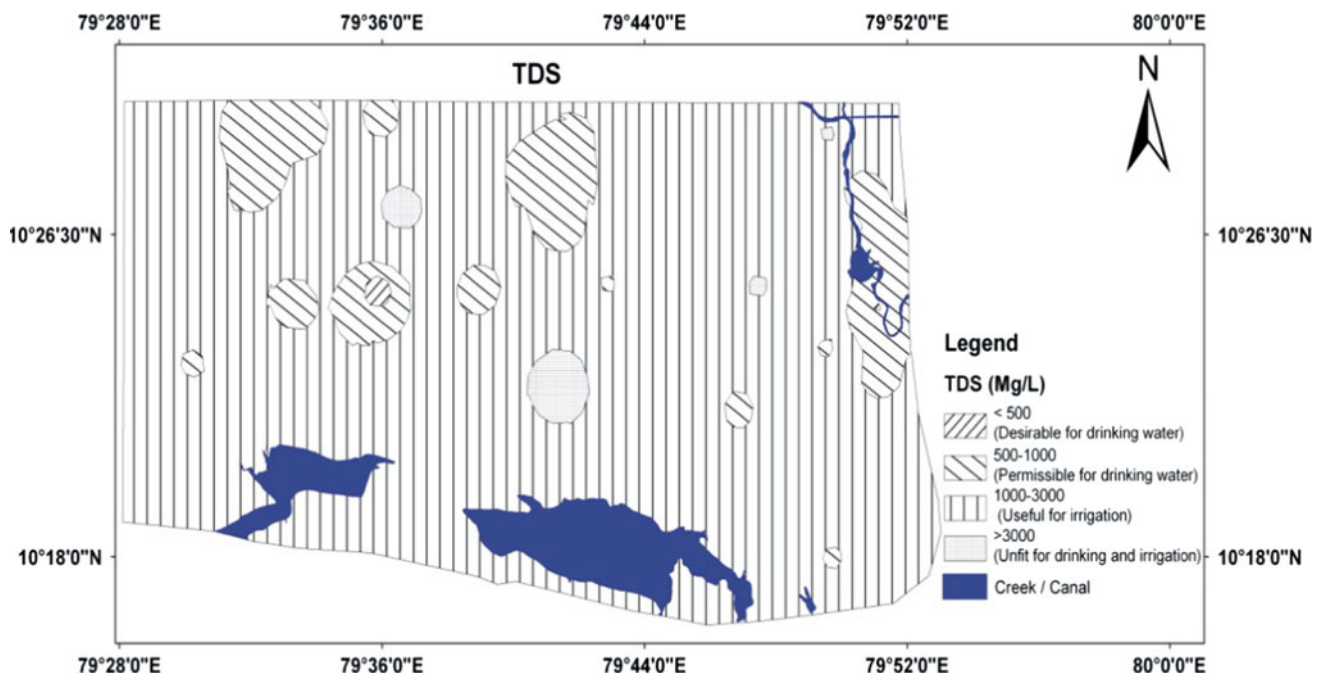 79°28'0"E 79°36'0"E 79°44'0"E 79°52'0"E 80°0'0"E
TDS
N
10°26'30"N 10°26'30"N
Legend
TDS (Mg/L)
< 500
(Desirable for drinking water)
500-1000
(Permissible for drinking water)
1000-3000
(Useful for irrigation)
>3000
(Unfit for drinking and irrigation)
Creek / Canal
10°18'0"N 10°18'0"N
79°28'0"E 79°36'0"E 79°44'0"E 79°52'0"E 80°0'0"E